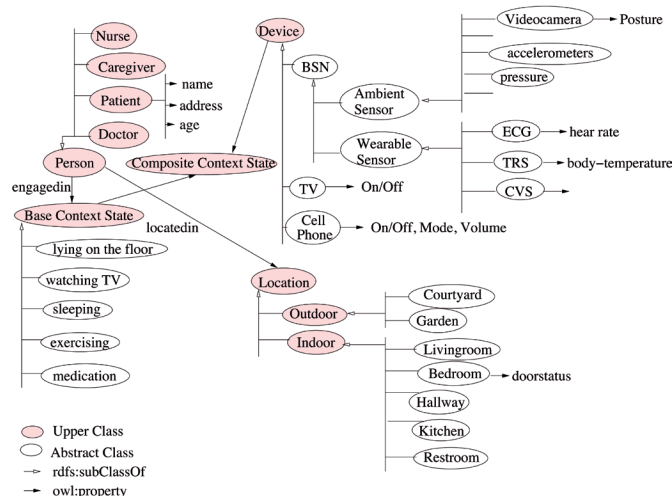 Nurse
Caregiver
Patient
name
address
age
Doctor
Person
engagedin
Composite Context State
Base Context State
locatedin
lying on the floor
watching TV
sleeping
exercising
medication
Device
BSN
Ambient
Sensor
Wearable
Sensor
Videocamera
Posture
accelerometers
pressure
ECG
hear rate
TRS
body-temperature
CVS
TV
On/Off
Cell
Phone
On/Off, Mode, Volume
Location
Outdoor
Indoor
Courtyard
Garden
Livingroom
Bedroom
doorstatus
Hallway
Kitchen
Restroom
Upper Class
Abstract Class
rdfs:subClassOf
owl:property